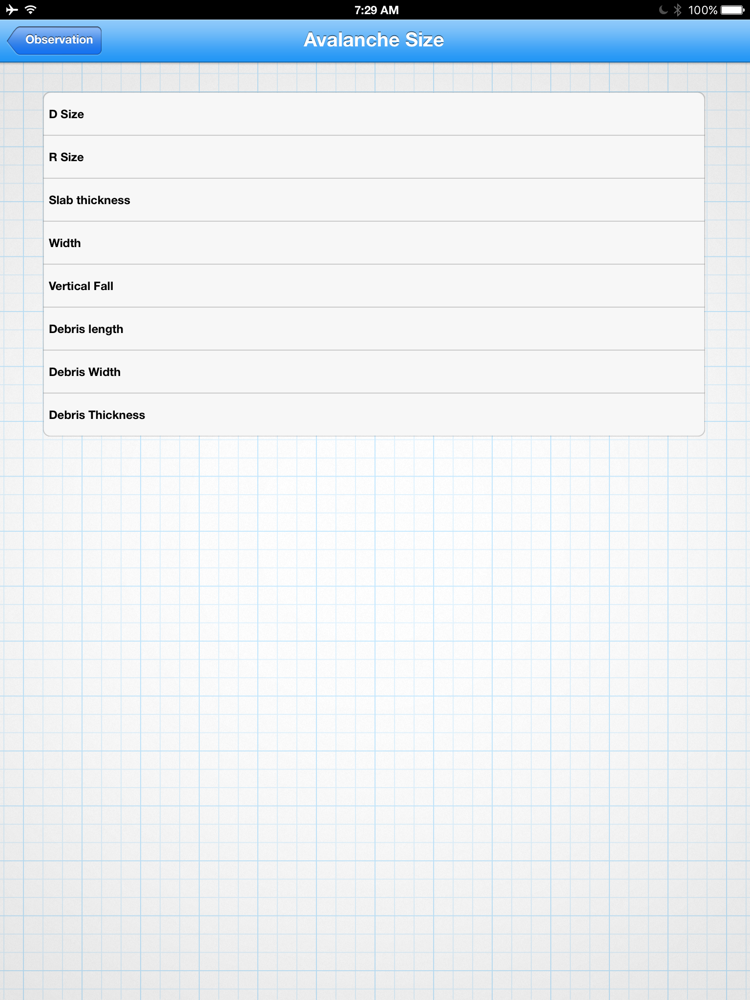 7:29 AM
100%
Observation
Avalanche Size
D Size
R Size
Slab thickness
Width
Vertical Fall
Debris length
Debris Width
Debris Thickness